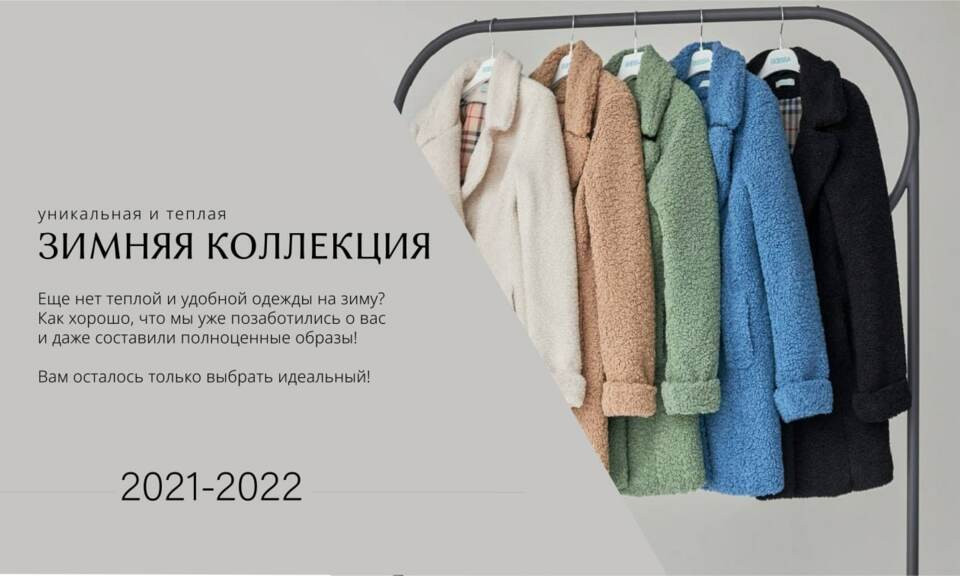 уникальная и теплая
ЗИМНЯЯ КОЛЛЕКЦИЯ
Еще нет теплой и удобной одежды на зиму?
Как хорошо, что мы уже позаботились о вас
и даже составили полноценные образы!
Вам осталось только выбрать идеальный!
2021-2022